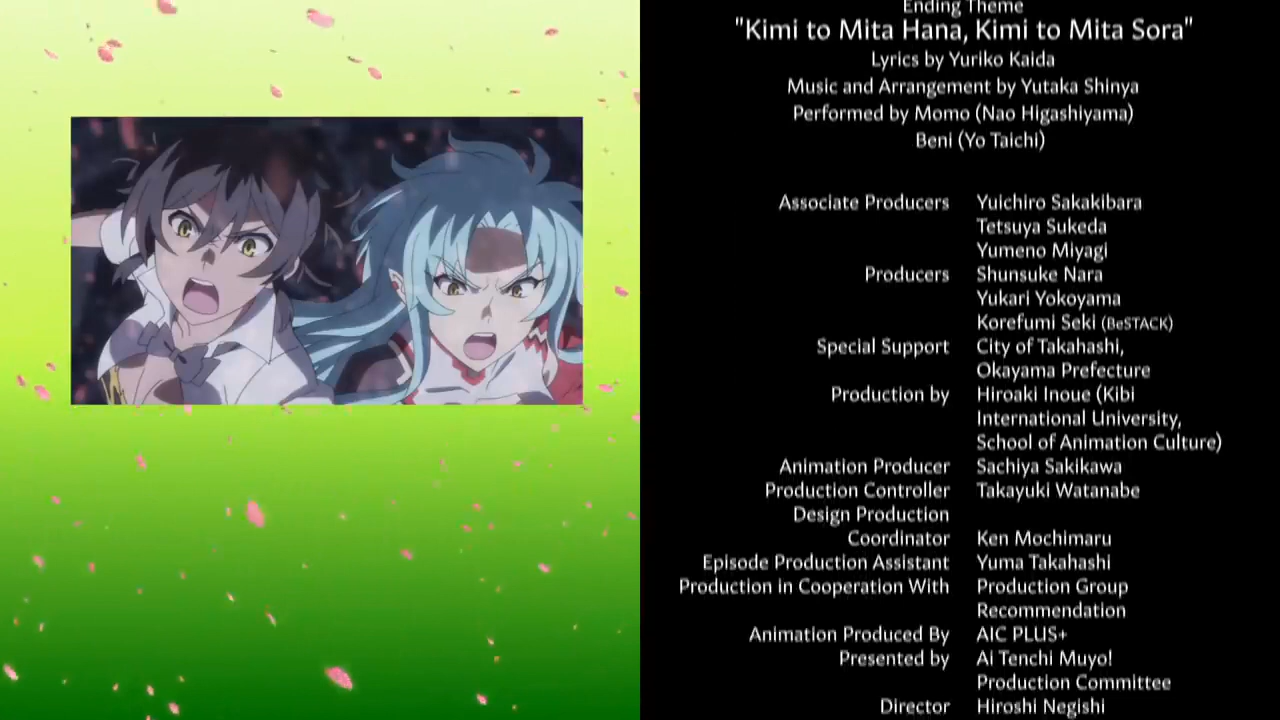 Ending Theme
"Kimi to Mita Hana, Kimi to Mita Sora"
Lyrics by Yuriko Kaida
Music and Arrangement by Yutaka Shinya
Performed by Momo (Nao Higashiyama)
Beni (Yo Taichi)
Associate Producers Yuichiro Sakakibara
Tetsuya Sukeda
Yumeno Miyagi
Producers Shunsuke Nara
Yukari Yokoyama
Korefumi Seki (BeSTACK)
Special Support City of Takahashi,
Okayama Prefecture
Production by Hiroaki Inoue (Kibi
International University,
School of Animation Culture)
Animation Producer Sachiya Sakikawa
Production Controller Takayuki Watanabe
Design Production
Coordinator Ken Mochimaru
Episode Production Assistant Yuma Takahashi
Production in Cooperation With Production Group
Recommendation
Animation Produced By AIC PLUS+
Presented by Ai Tenchi Muyo!
Production Committee
Director Hiroshi Negishi